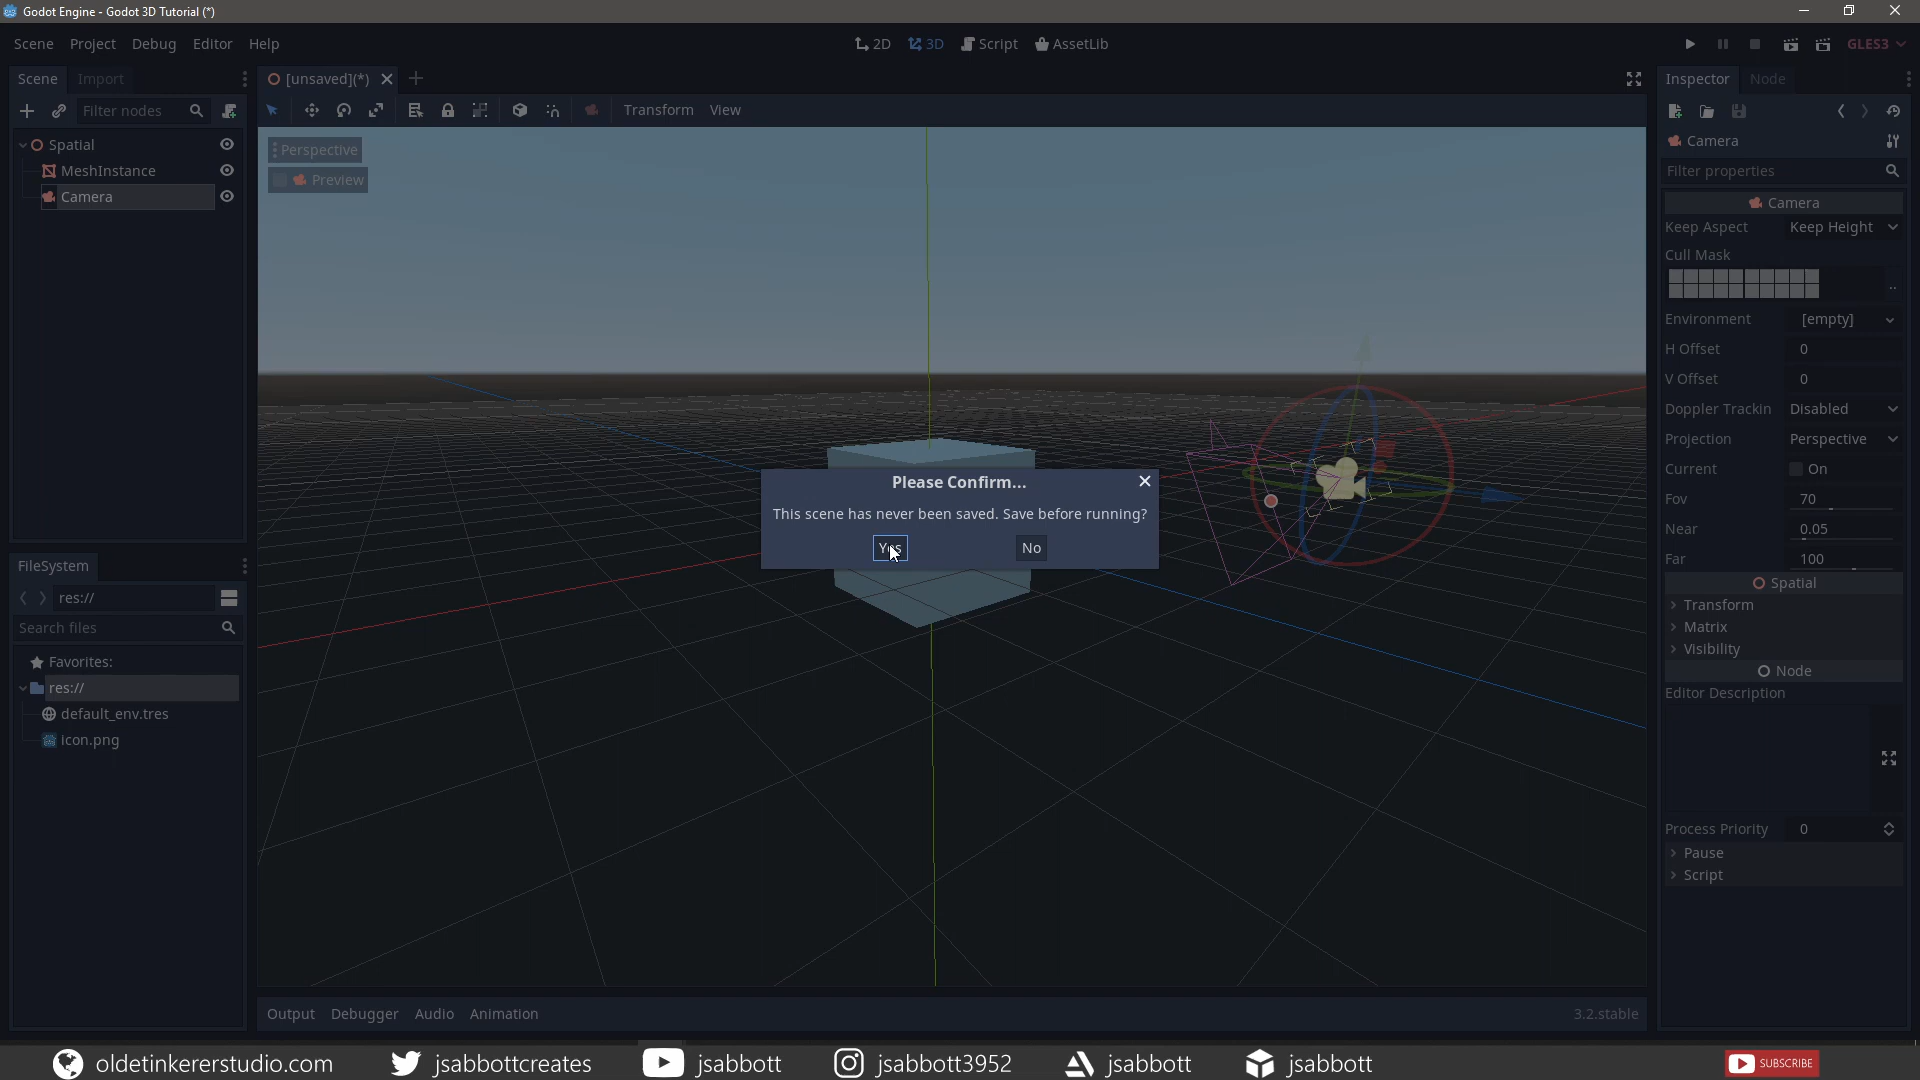 Godot Engine - Godot 3D Tutorial (*)
Scene Project Debug Editor Help
2D 3D Script AssetLib
GLES3
Scene Import
Filter nodes
Spatial
MeshInstance
Camera
FileSystem
res://
Search files
Favorites:
res://
default_env.tres
icon.png
[unsaved](*)
Transform View
Perspective
Preview
Please Confirm...
This scene has never been saved. Save before running?
Yes No
Output Debugger Audio Animation
3.2.stable
Inspector Node
Camera
Filter properties
Camera
Keep Aspect Keep Height
Cull Mask
..
Environment [empty]
H Offset 0
V Offset 0
Doppler Trackin Disabled
Projection Perspective
Current On
Fov 70
Near 0.05
Far 100
Spatial
Transform
Matrix
Visibility
Node
Editor Description
Process Priority 0
Pause
Script
oldetinkererstudio.com jsabbottcreates jsabbott jsabbott3952 jsabbott jsabbott SUBSCRIBE